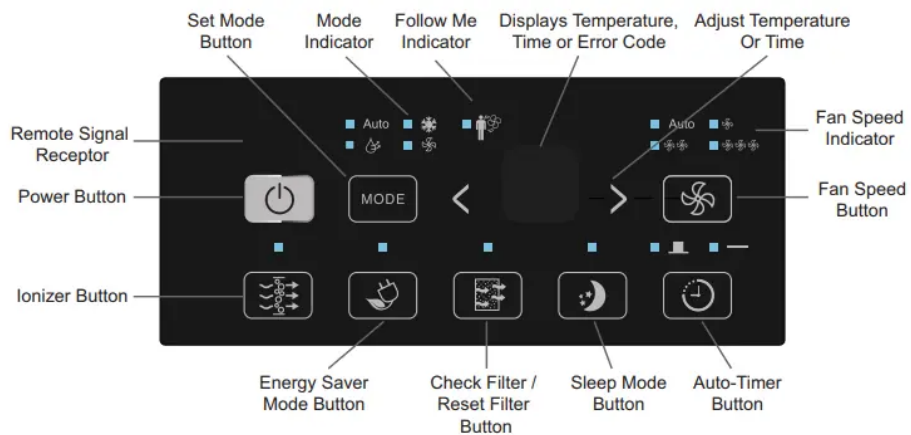 Set Mode
Button
Mode
Indicator
Follow Me
Indicator
Displays Temperature,
Time or Error Code
Adjust Temperature
Or Time
Remote Signal
Receptor
Auto
Auto
Fan Speed
Indicator
Power Button
MODE
Fan Speed
Button
Ionizer Button
Energy Saver
Mode Button
Check Filter /
Reset Filter
Button
Sleep Mode
Button
Auto-Timer
Button